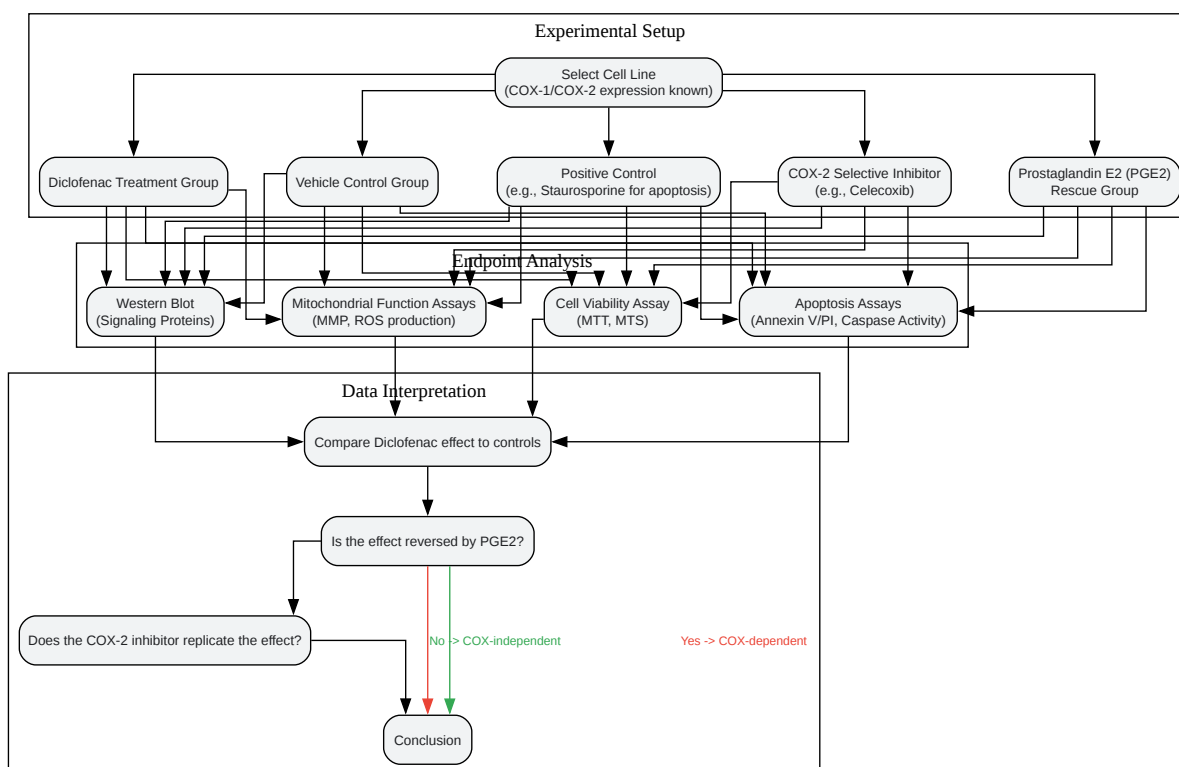 Experimental Setup
Select Cell Line
(COX-1/COX-2 expression known)
Diclofenac Treatment Group
Vehicle Control Group
Positive Control
(e.g., Staurosporine for apoptosis)
COX-2 Selective Inhibitor
(e.g., Celecoxib)
Prostaglandin E2 (PGE2)
Rescue Group
Endpoint Analysis
Western Blot
(Signaling Proteins)
Mitochondrial Function Assays
(MMP, ROS production)
Cell Viability Assay
(MTT, MTS)
Apoptosis Assays
(Annexin V/PI, Caspase Activity)
Data Interpretation
Compare Diclofenac effect to controls
Is the effect reversed by PGE2?
Does the COX-2 inhibitor replicate the effect?
No -> COX-independent
Yes -> COX-dependent
Conclusion